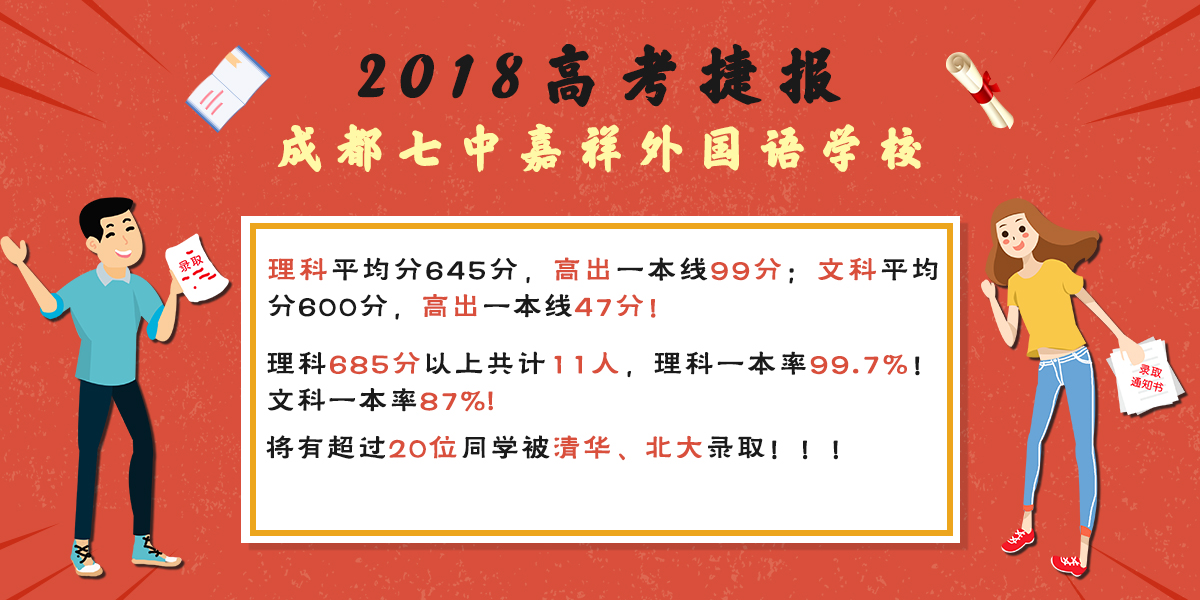 2018高考捷报
成都七中嘉祥外国语学校
录取
理科平均分645分，高出一本线99分；文科平均
分600分，高出一本线47分！
理科685分以上共计11人，理科一本率99.7%！
文科一本率87%!
将有超过20位同学被清华、北大录取！！！
录取
通知书